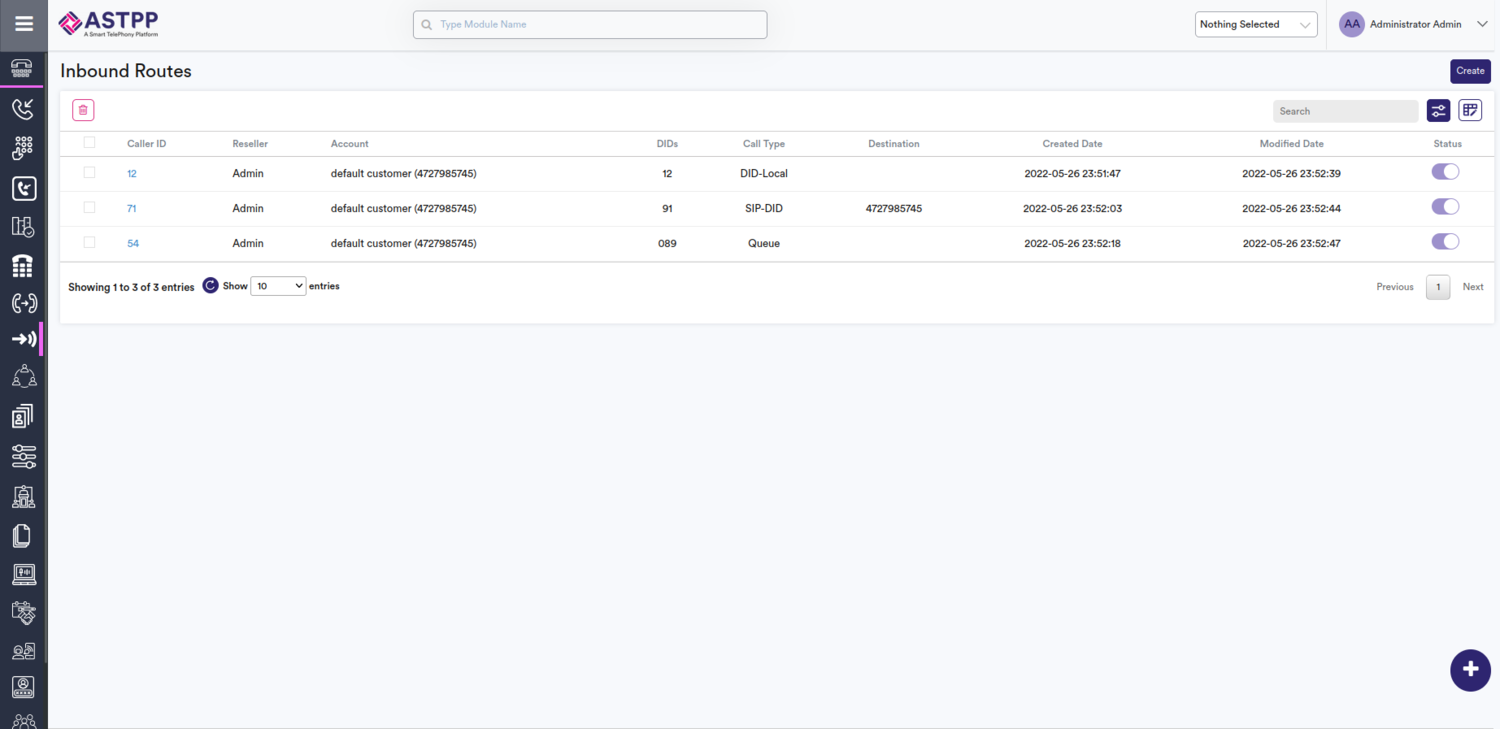 ASTPP
A Smart TelePhony Platform
Type Module Name
Nothing Selected
AA
Administrator Admin
Inbound Routes
Create
Search
Caller ID Reseller Account DIDs Call Type Destination Created Date Modified Date Status
12 Admin default customer (4727985745) 12 DID-Local 2022-05-26 23:51:47 2022-05-26 23:52:39
71 Admin default customer (4727985745) 91 SIP-DID 4727985745 2022-05-26 23:52:03 2022-05-26 23:52:44
54 Admin default customer (4727985745) 089 Queue 2022-05-26 23:52:18 2022-05-26 23:52:47
Showing 1 to 3 of 3 entries Show 10 entries Previous 1 Next